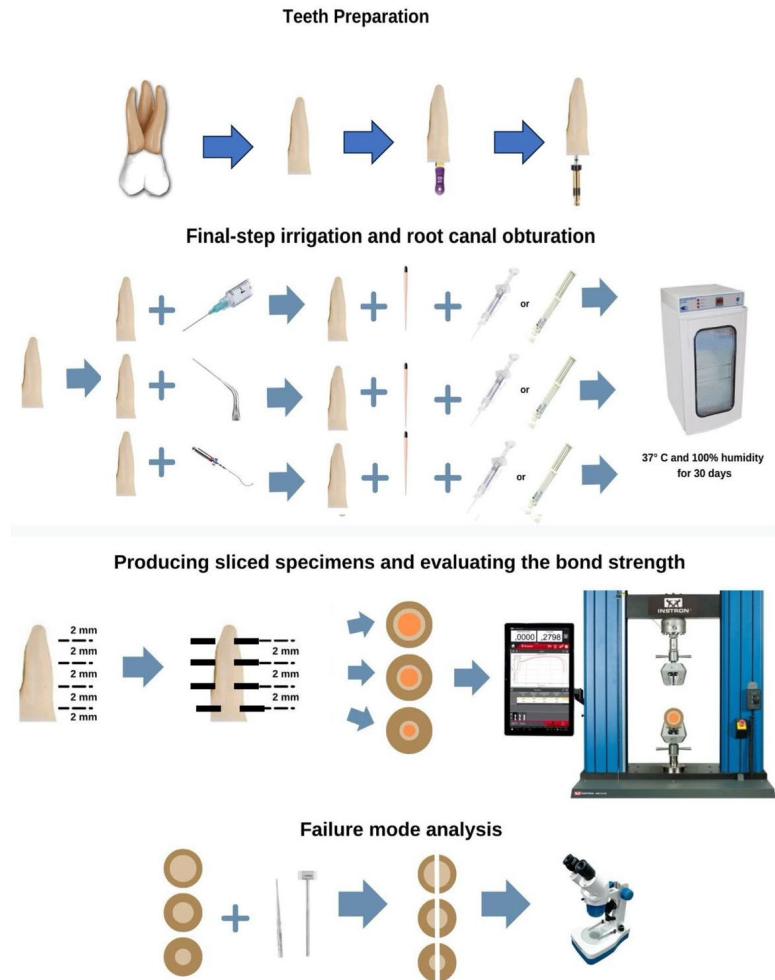 Teeth Preparation
Final-step irrigation and root canal obturation
or
or
or
37° C and 100% humidity
for 30 days
Producing sliced specimens and evaluating the bond strength
2 mm
2 mm
2 mm
2 mm
2 mm
2 mm
2 mm
2 mm
.0000 .2798
INSTRON
INSTRON
Failure mode analysis